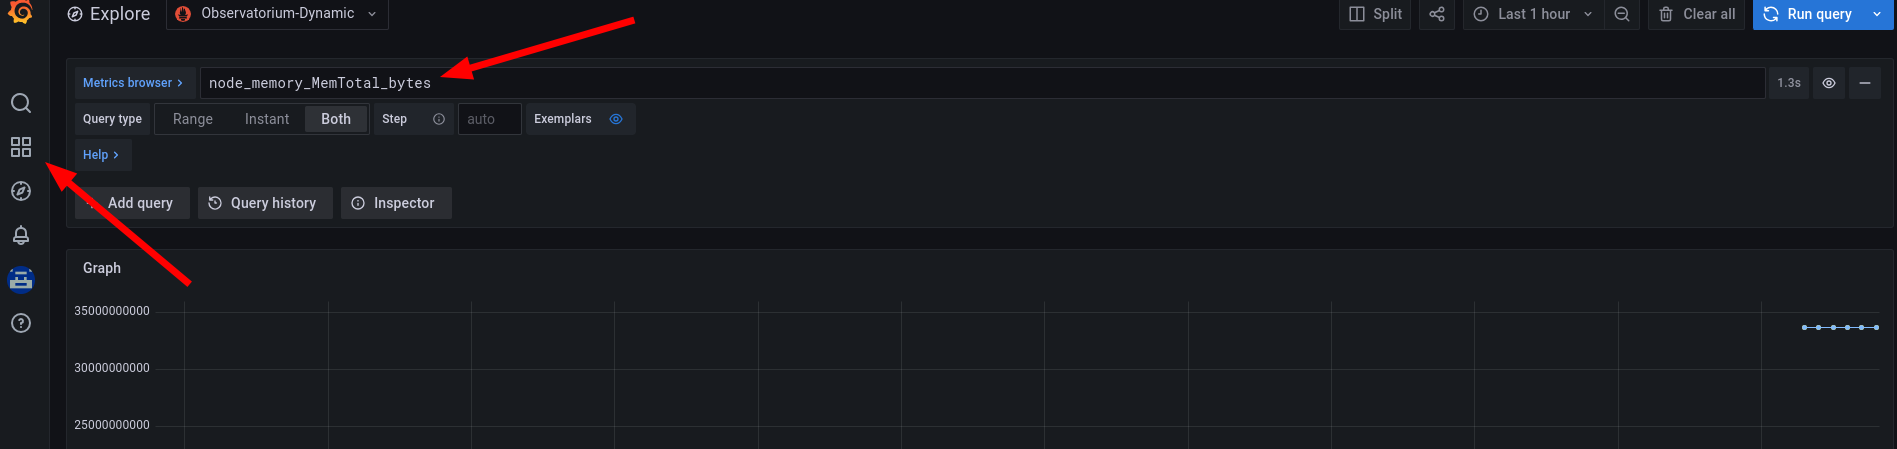 Explore Observatorium-Dynamic Split Last 1 hour Clear all Run query
Metrics browser > node_memory_MemTotal_bytes 1.3s
Query type Range Instant Both Step auto Exemplars
Help >
Add query Query history Inspector
Graph
35000000000
30000000000
25000000000